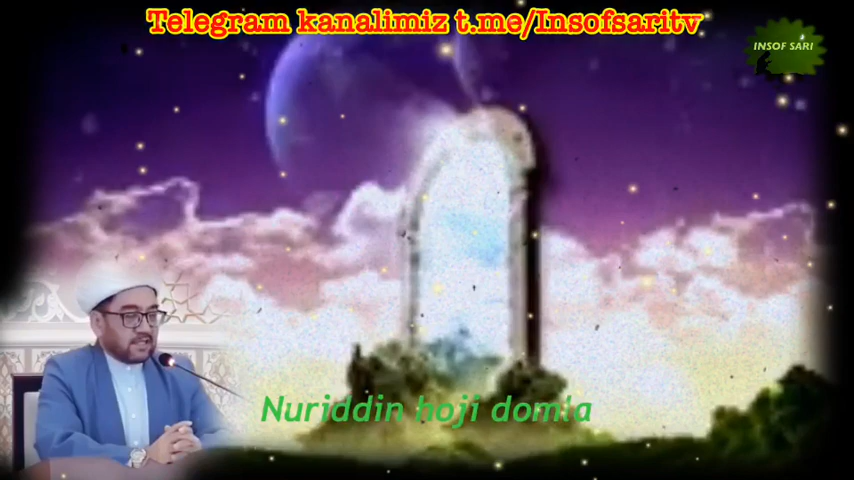 Telegram kanalimiz t.me/Insofsaritv
INSOF SARI
Nuriddin hoji domla